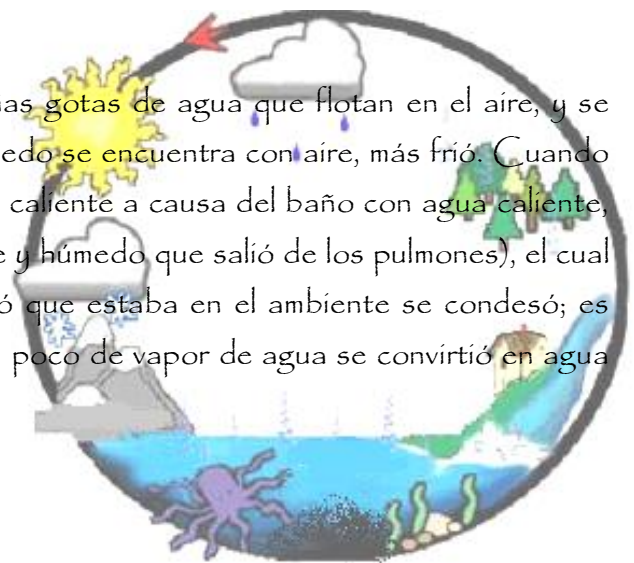 nas gotas de agua que flotan en el aire, y se
edo se encuentra con aire, más frió. Cuando
caliente a causa del baño con agua caliente,
e y húmedo que salió de los pulmones), el cual
ó que estaba en el ambiente se condesó; es
poco de vapor de agua se convirtió en agua